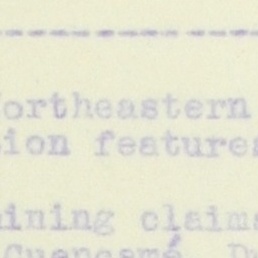 ortheastern
ion features
ining claims
Cuencamé, D